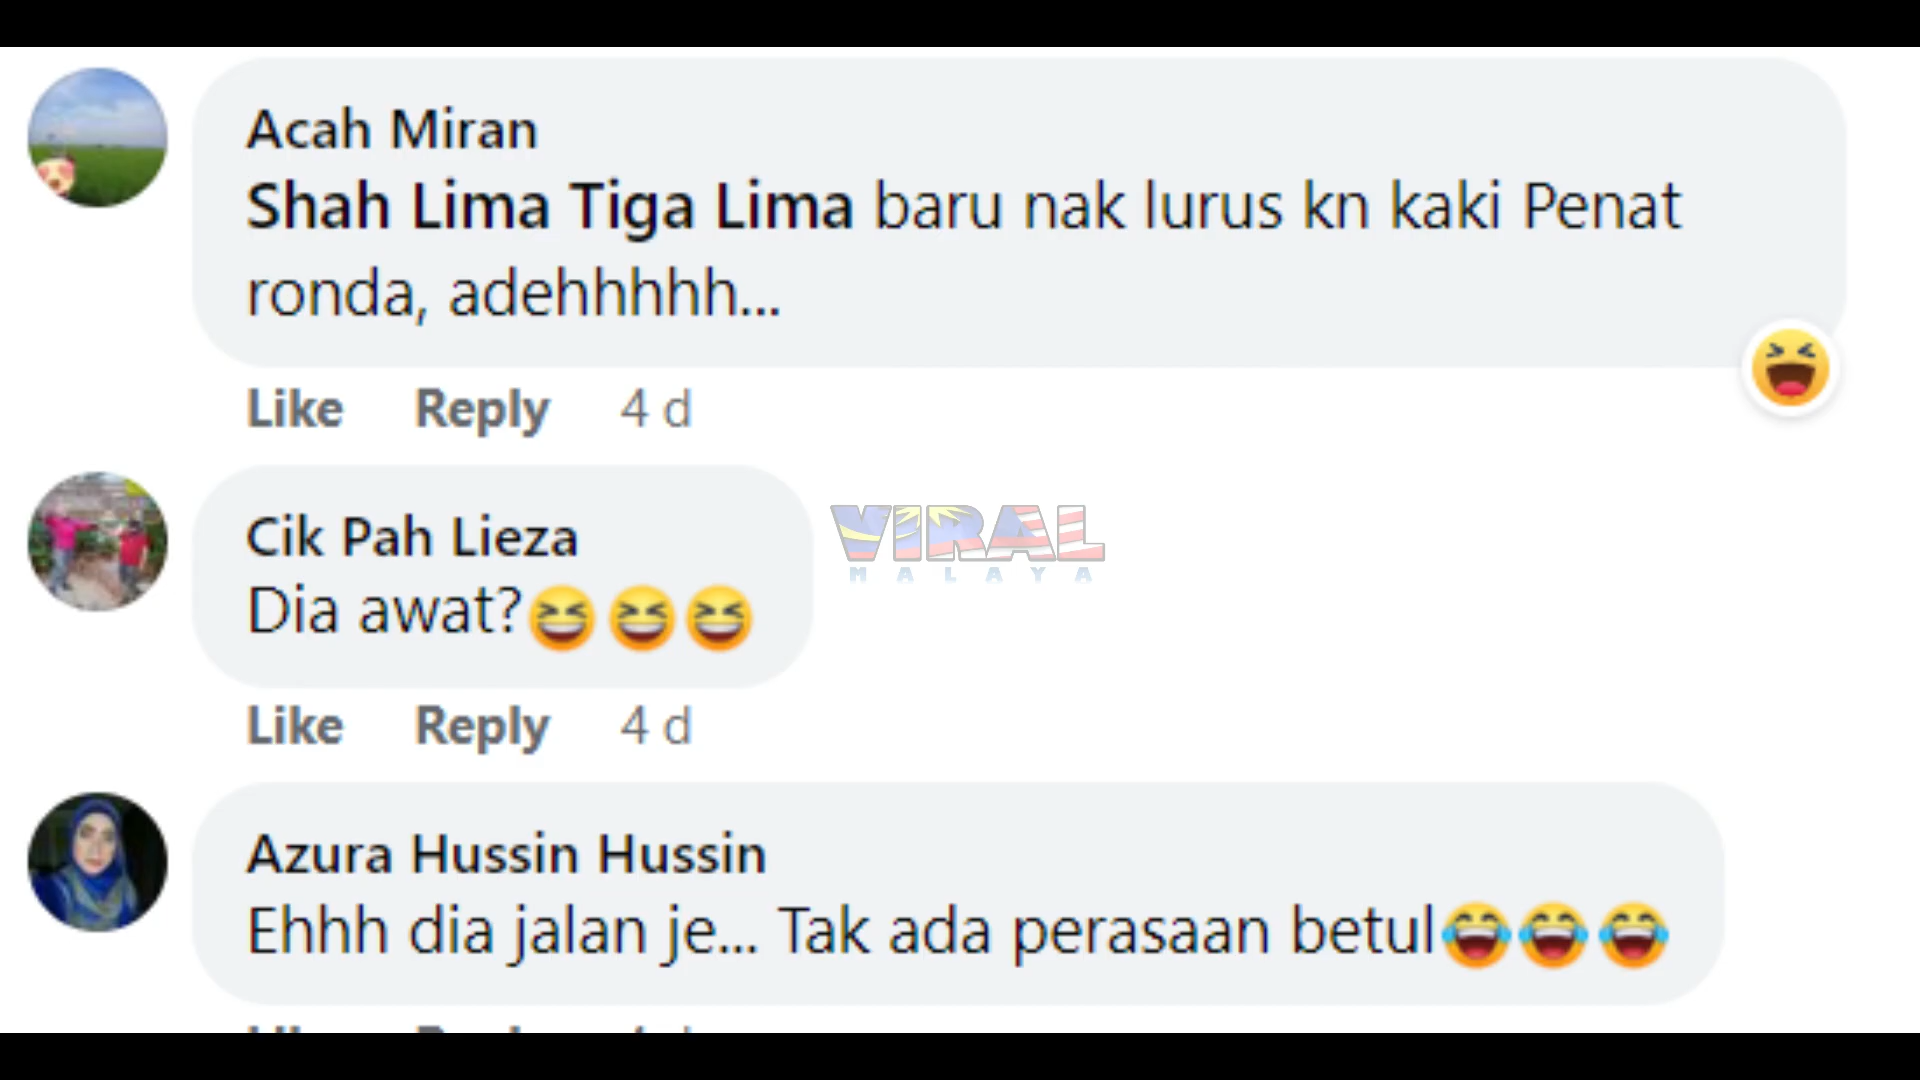 Acah Miran
Shah Lima Tiga Lima baru nak lurus kn kaki Penat
ronda, adehhhhh...
Like Reply 4 d
Cik Pah Lieza
Dia awat?😆😆😆
Like Reply 4 d
VIRAL
MALAYA
Azura Hussin Hussin
Ehhh dia jalan je... Tak ada perasaan betul😂😂😂